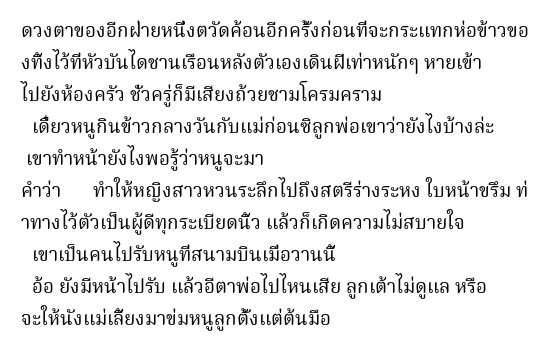 ดวงตาของอีกฝ่ายหนึ่งตวัดค้อนอีกครั้งก่อนที่จะกระแทกห่อข้าวขอ
งทิ้งไว้ที่หัวบันไดชานเรือนหลังตัวเองเดินฝีเท่าหนักๆ หายเข้า
ไปยังห้องครัว ชั่วครู่ก็มีเสียงถ้วยชามโครมคราม
เดี๋ยวหนูกินข้าวกลางวันกับแม่ก่อนซิลูกพ่อเขาว่ายังไงบ้างล่ะ
เขาทำหน้ายังไงพอรู้ว่าหนูจะมา
คำว่า ทำให้หญิงสาวหวนระลึกไปถึงสตรีร่างระหง ใบหน้าขรึม ท่
าทางไว้ตัวเป็นผู้ดีทุกระเบียดนิ้ว แล้วก็เกิดความไม่สบายใจ
เขาเป็นคนไปรับหนูที่สนามบินเมื่อวานนี้
อ้อ ยังมีหน้าไปรับ แล้วอีตาพ่อไปไหนเสีย ลูกเต้าไม่ดูแล หรือ
จะให้นังแม่เลี้ยงมาข่มหนูลูกตั้งแต่ต้นมือ